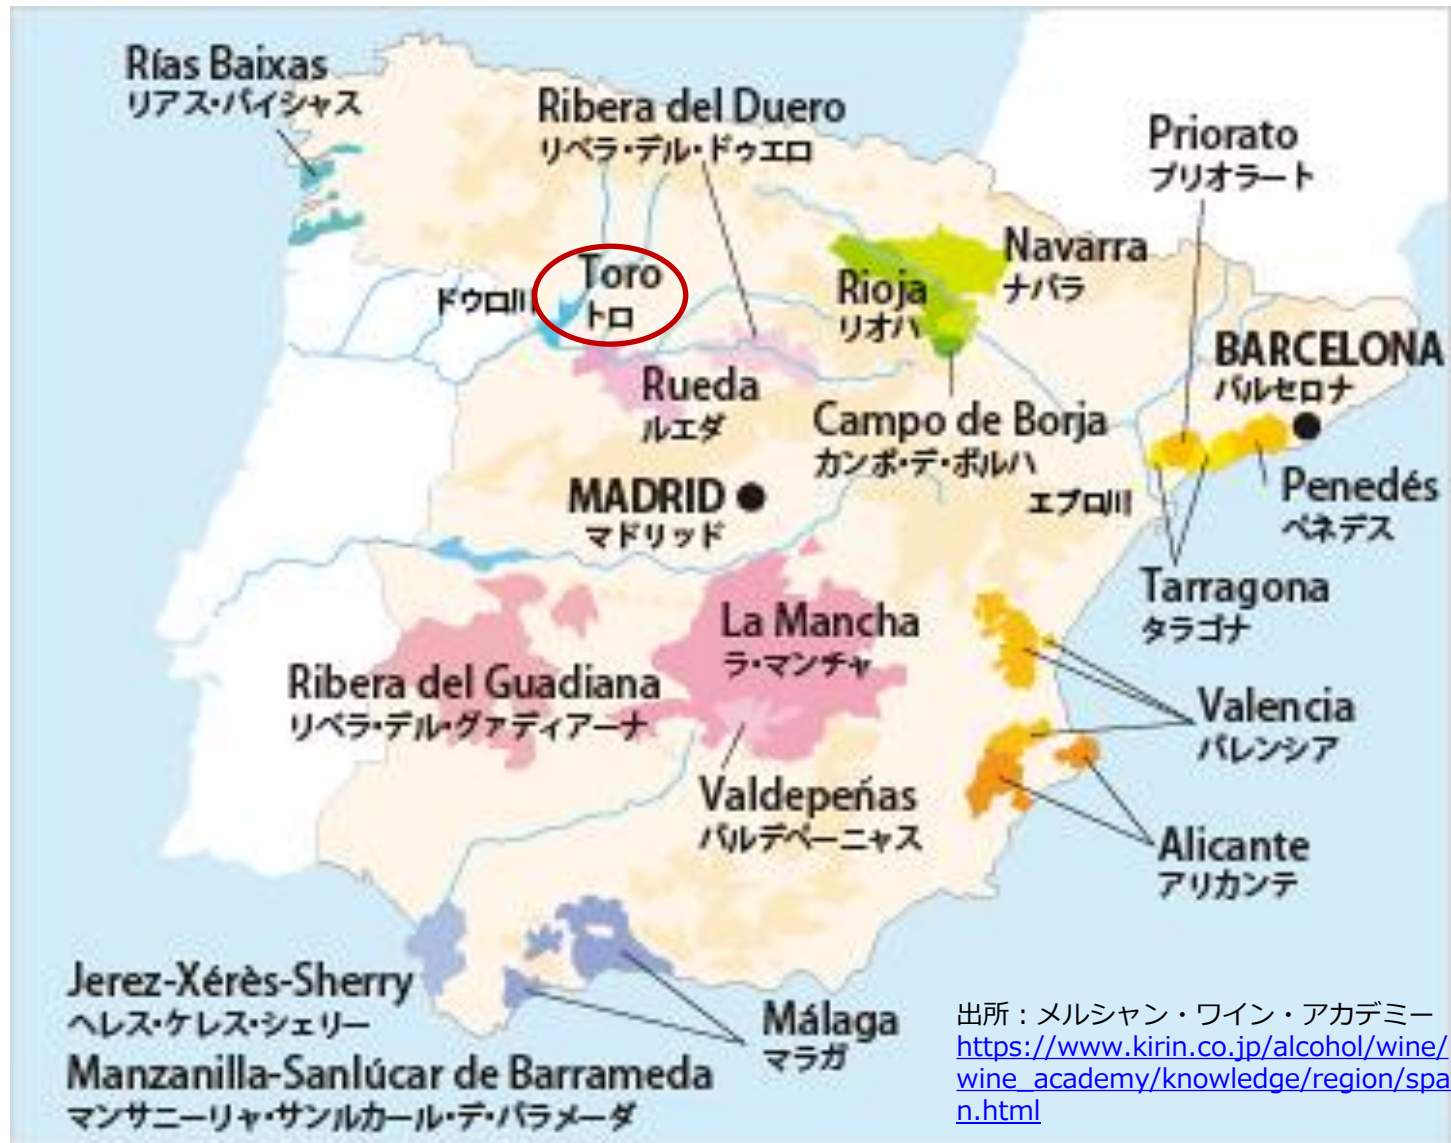 Rías Baixas
リアス・バイシャス
Ribera del Duero
リベラ・デル・ドゥエロ
Priorato
プリオラート
Toro
トロ
ドウロ川
Navarra
ナバラ
Rioja
リオハ
BARCELONA
バルセロナ
Rueda
ルエダ
Campo de Borja
カンポ・デ・ボルハ
MADRID
マドリッド
エブロ川
Penedés
ペネデス
Tarragona
タラゴナ
La Mancha
ラ・マンチャ
Ribera del Guadiana
リベラ・デル・グァディアーナ
Valencia
バレンシア
Valdepeñas
バルデペーニャス
Alicante
アリカンテ
Jerez-Xérès-Sherry
ヘレス・ケレス・シェリー
Manzanilla-Sanlúcar de Barrameda
マンサニーリャ・サンルカール・デ・バラメーダ
Málaga
マラガ
出所：メルシャン・ワイン・アカデミー
https://www.kirin.co.jp/alcohol/wine/
wine_academy/knowledge/region/spa
n.html